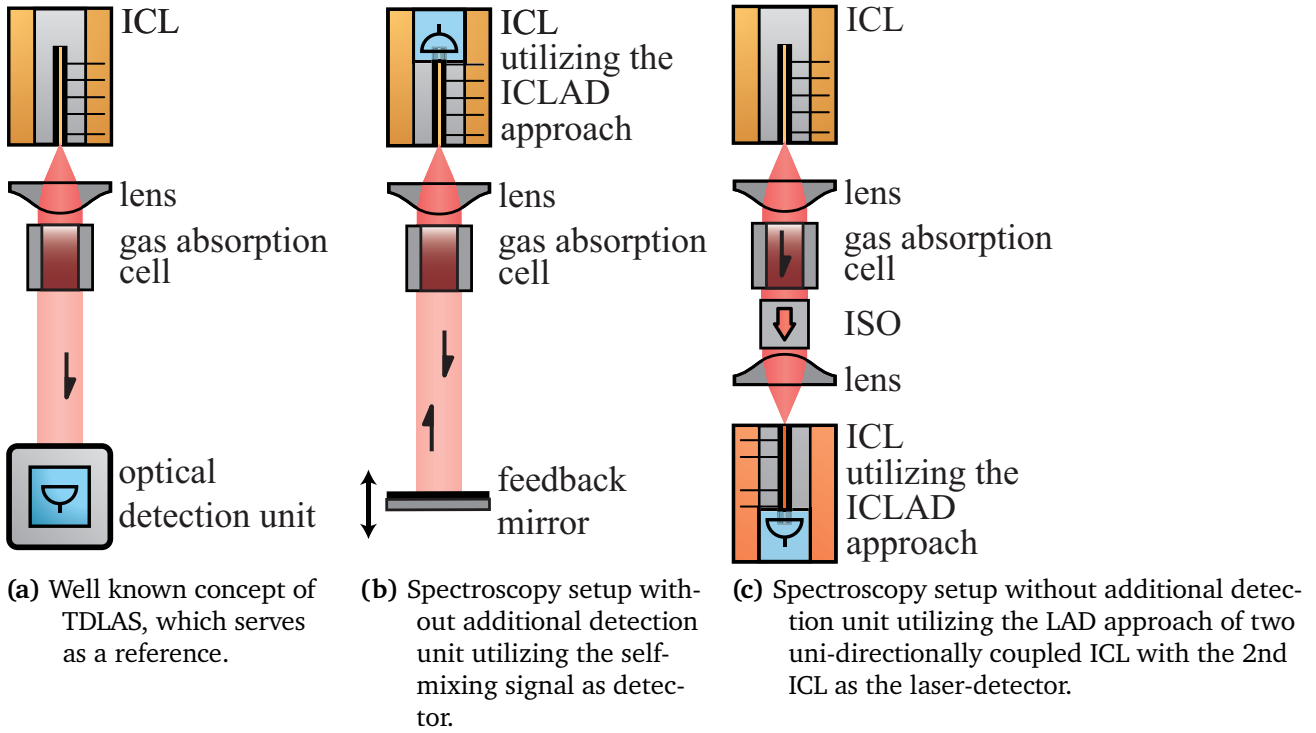 ICL
lens
gas absorption
cell
optical
detection unit
(a) Well known concept of
TDLAS, which serves
as a reference.
ICL
utilizing the
ICLAD
approach
lens
gas absorption
cell
feedback
mirror
(b) Spectroscopy setup with-
out additional detection
unit utilizing the self-
mixing signal as detec-
tor.
ICL
lens
gas absorption
cell
ISO
lens
ICL
utilizing the
ICLAD
approach
(c) Spectroscopy setup without additional detec-
tion unit utilizing the LAD approach of two
uni-directionally coupled ICL with the 2nd
ICL as the laser-detector.